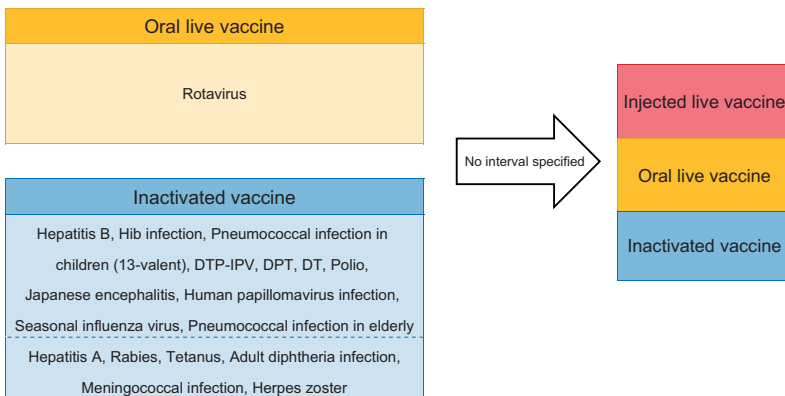 Oral live vaccine
Rotavirus
Inactivated vaccine
Hepatitis B, Hib infection, Pneumococcal infection in
children (13-valent), DTP-IPV, DPT, DT, Polio,
Japanese encephalitis, Human papillomavirus infection,
Seasonal influenza virus, Pneumococcal infection in elderly
Hepatitis A, Rabies, Tetanus, Adult diphtheria infection,
Meningococcal infection, Herpes zoster
No interval specified
Injected live vaccine
Oral live vaccine
Inactivated vaccine